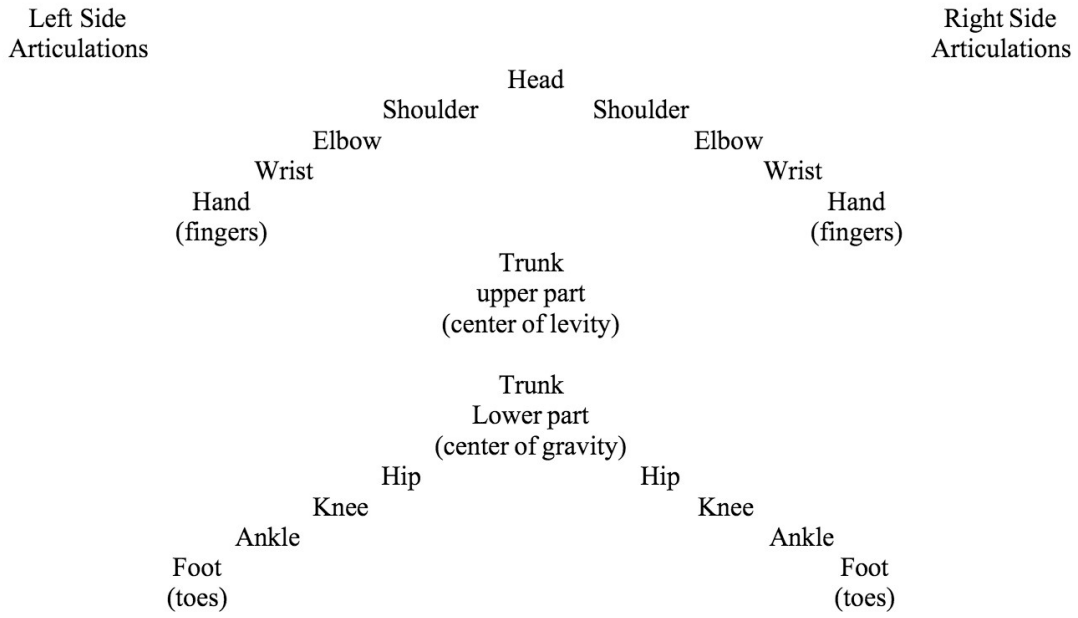 Left Side
Articulations
Right Side
Articulations
Head
Shoulder Shoulder
Elbow Elbow
Wrist Wrist
Hand Hand
(fingers) (fingers)
Trunk
upper part
(center of levity)
Trunk
Lower part
(center of gravity)
Hip Hip
Knee Knee
Ankle Ankle
Foot Foot
(toes) (toes)